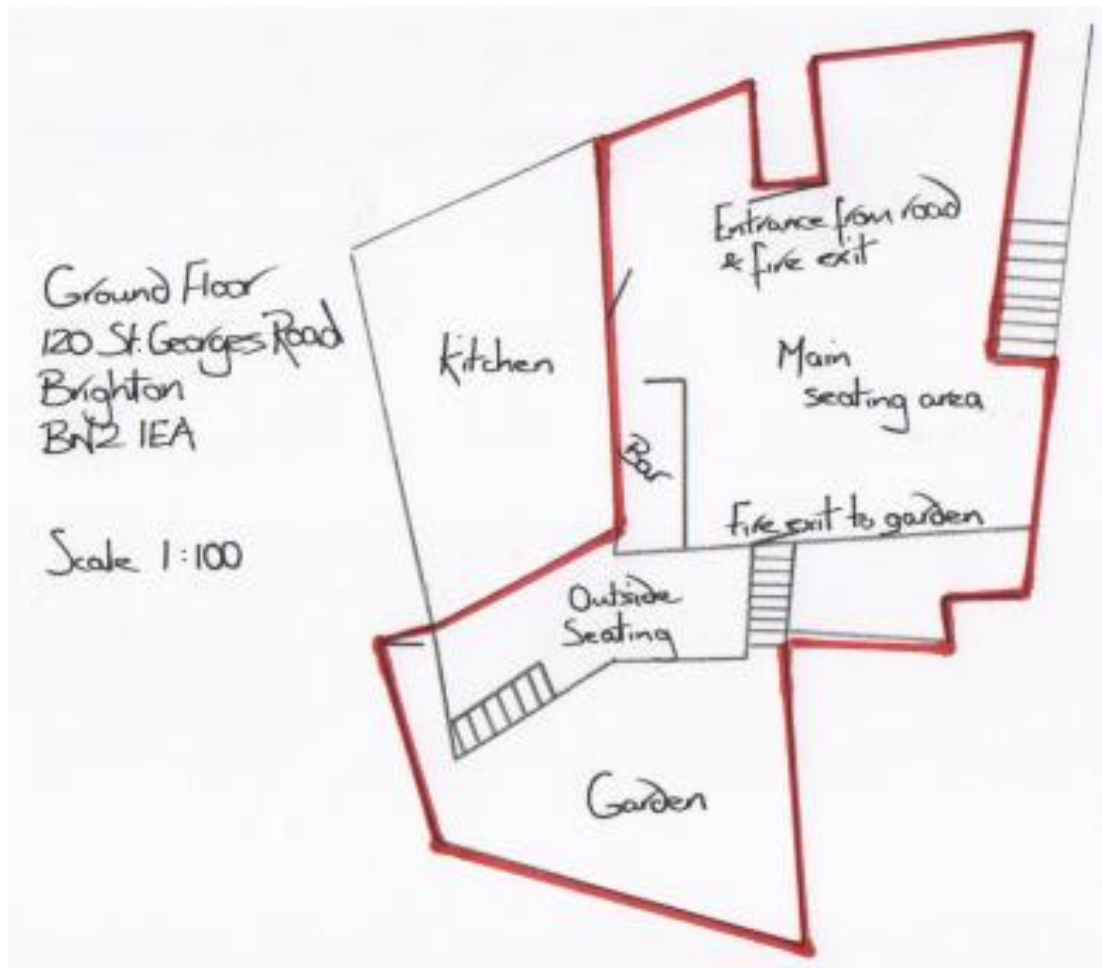 Ground Floor
120 St. Georges Road
Brighton
BN2 1EA
Scale 1:100
Entrance from road
& fire exit
Kitchen
Main
seating area
Bar
Fire exit to garden
Outside
Seating
Garden